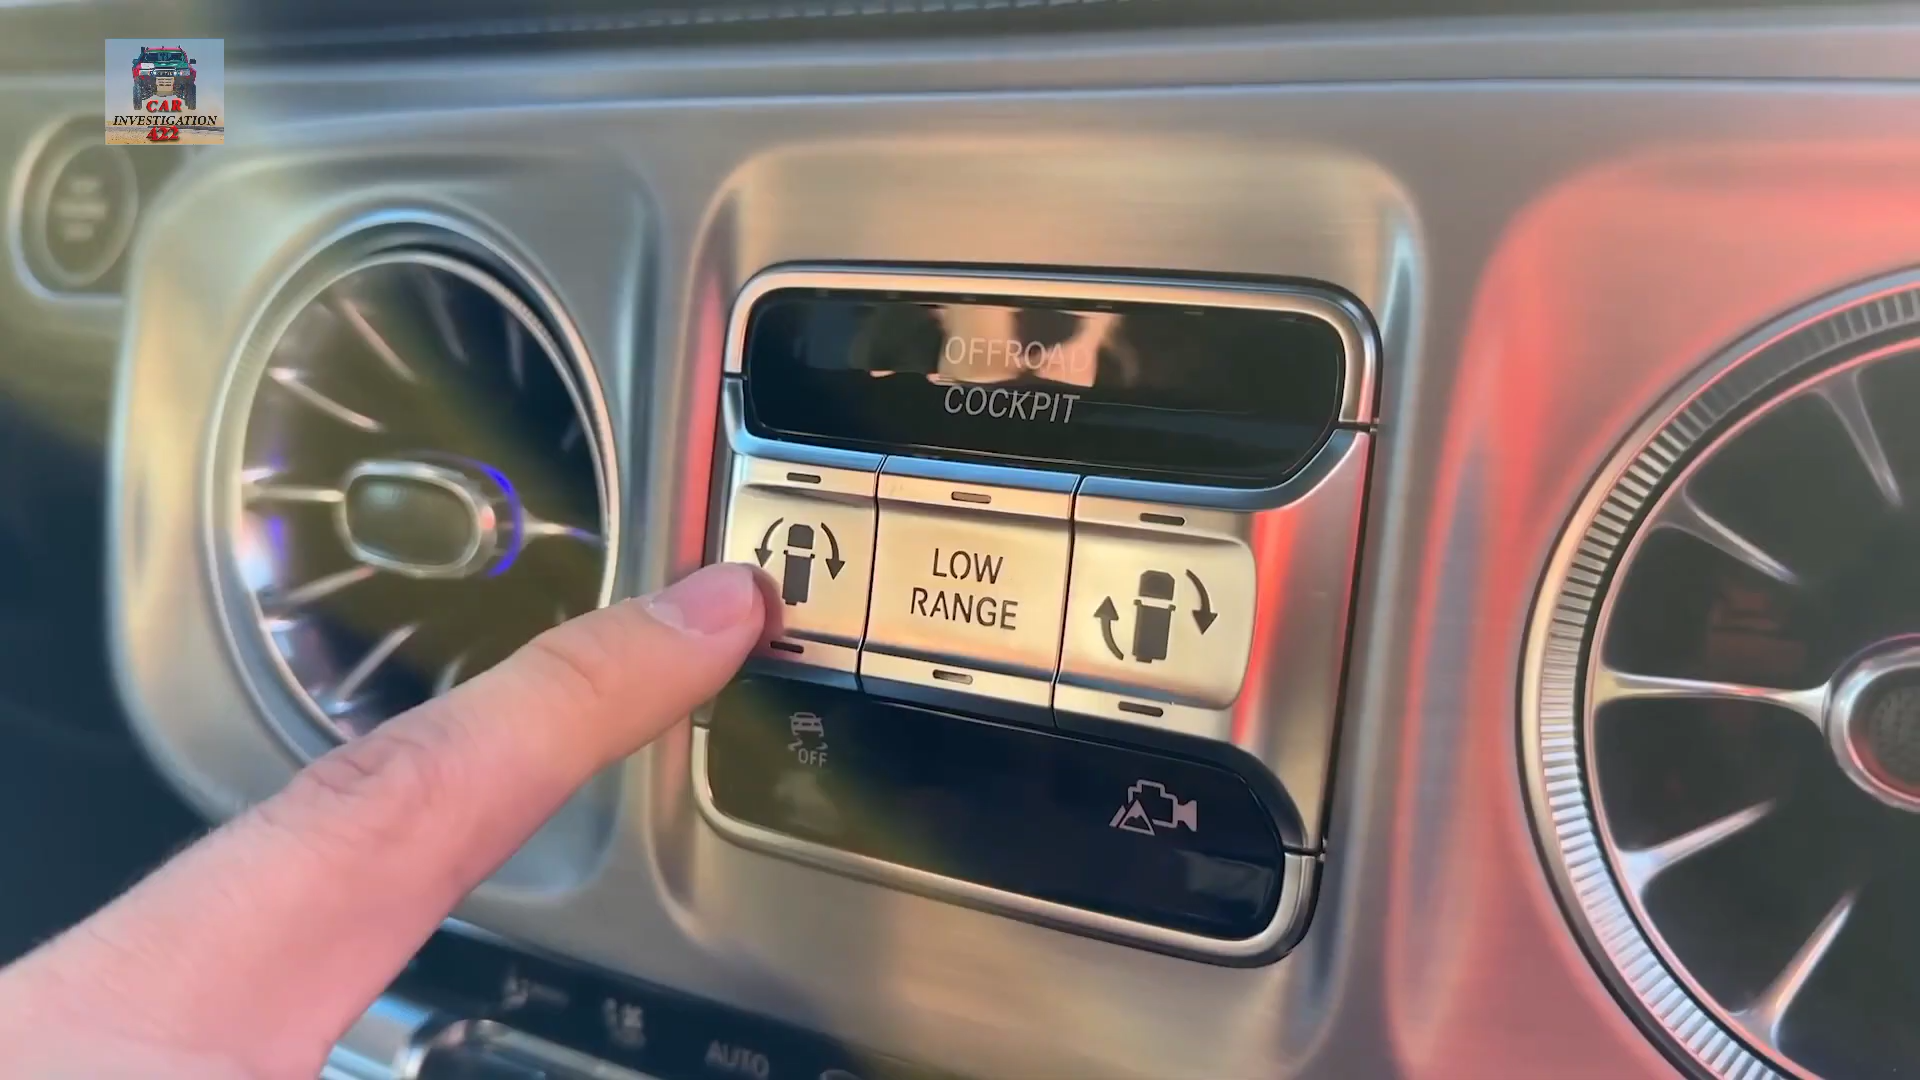 CAR
INVESTIGATION
422
OFFROAD
COCKPIT
LOW
RANGE
OFF
AUTO